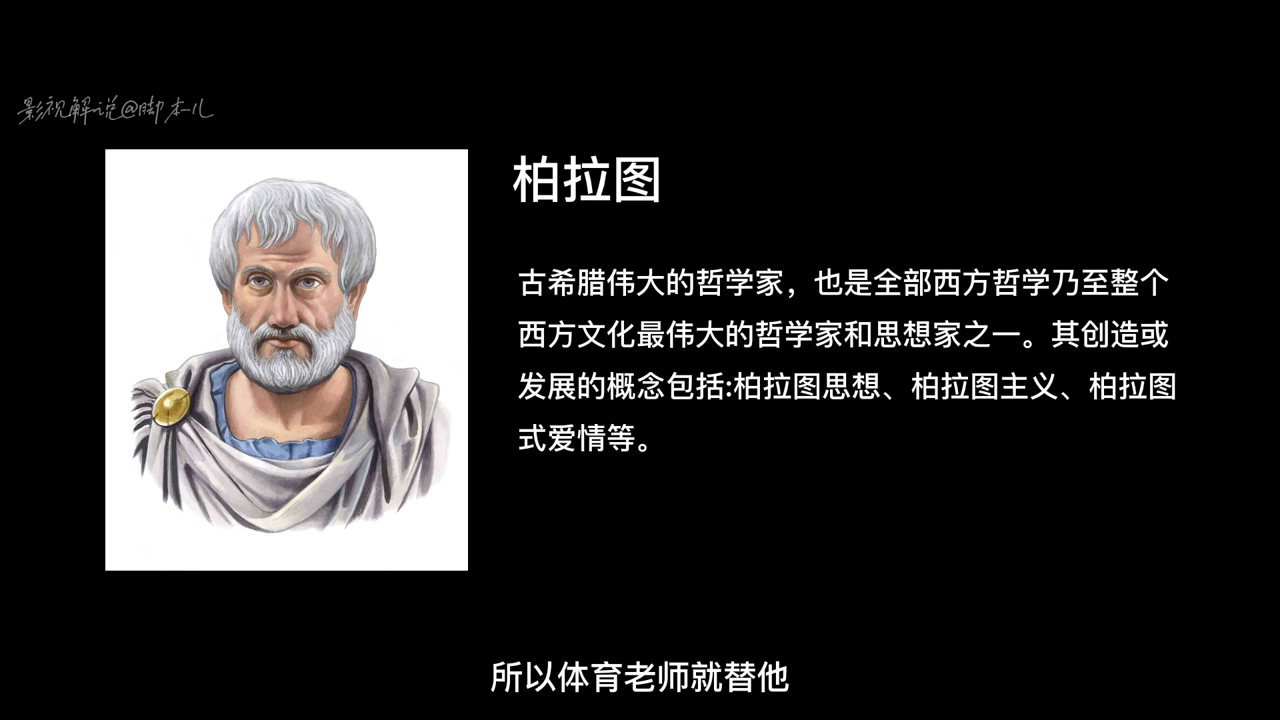 影视解说@脚本儿
柏拉图
古希腊伟大的哲学家，也是全部西方哲学乃至整个
西方文化最伟大的哲学家和思想家之一。其创造或
发展的概念包括:柏拉图思想、柏拉图主义、柏拉图
式爱情等。
所以体育老师就替他